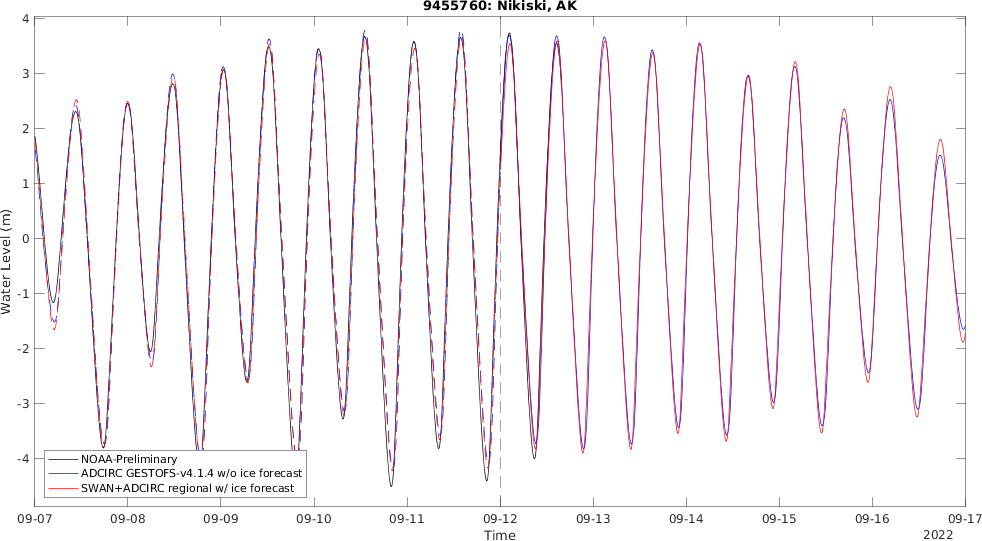 9455760: Nikiski, AK
4
3
2
1
0
-1
-2
-3
-4
Water Level (m)
NOAA-Preliminary
ADCIRC GESTOFS-v4.1.4 w/o ice forecast
SWAN+ADCIRC regional w/ ice forecast
09-07 09-08 09-09 09-10 09-11 09-12 09-13 09-14 09-15 09-16 09-17
Time
2022